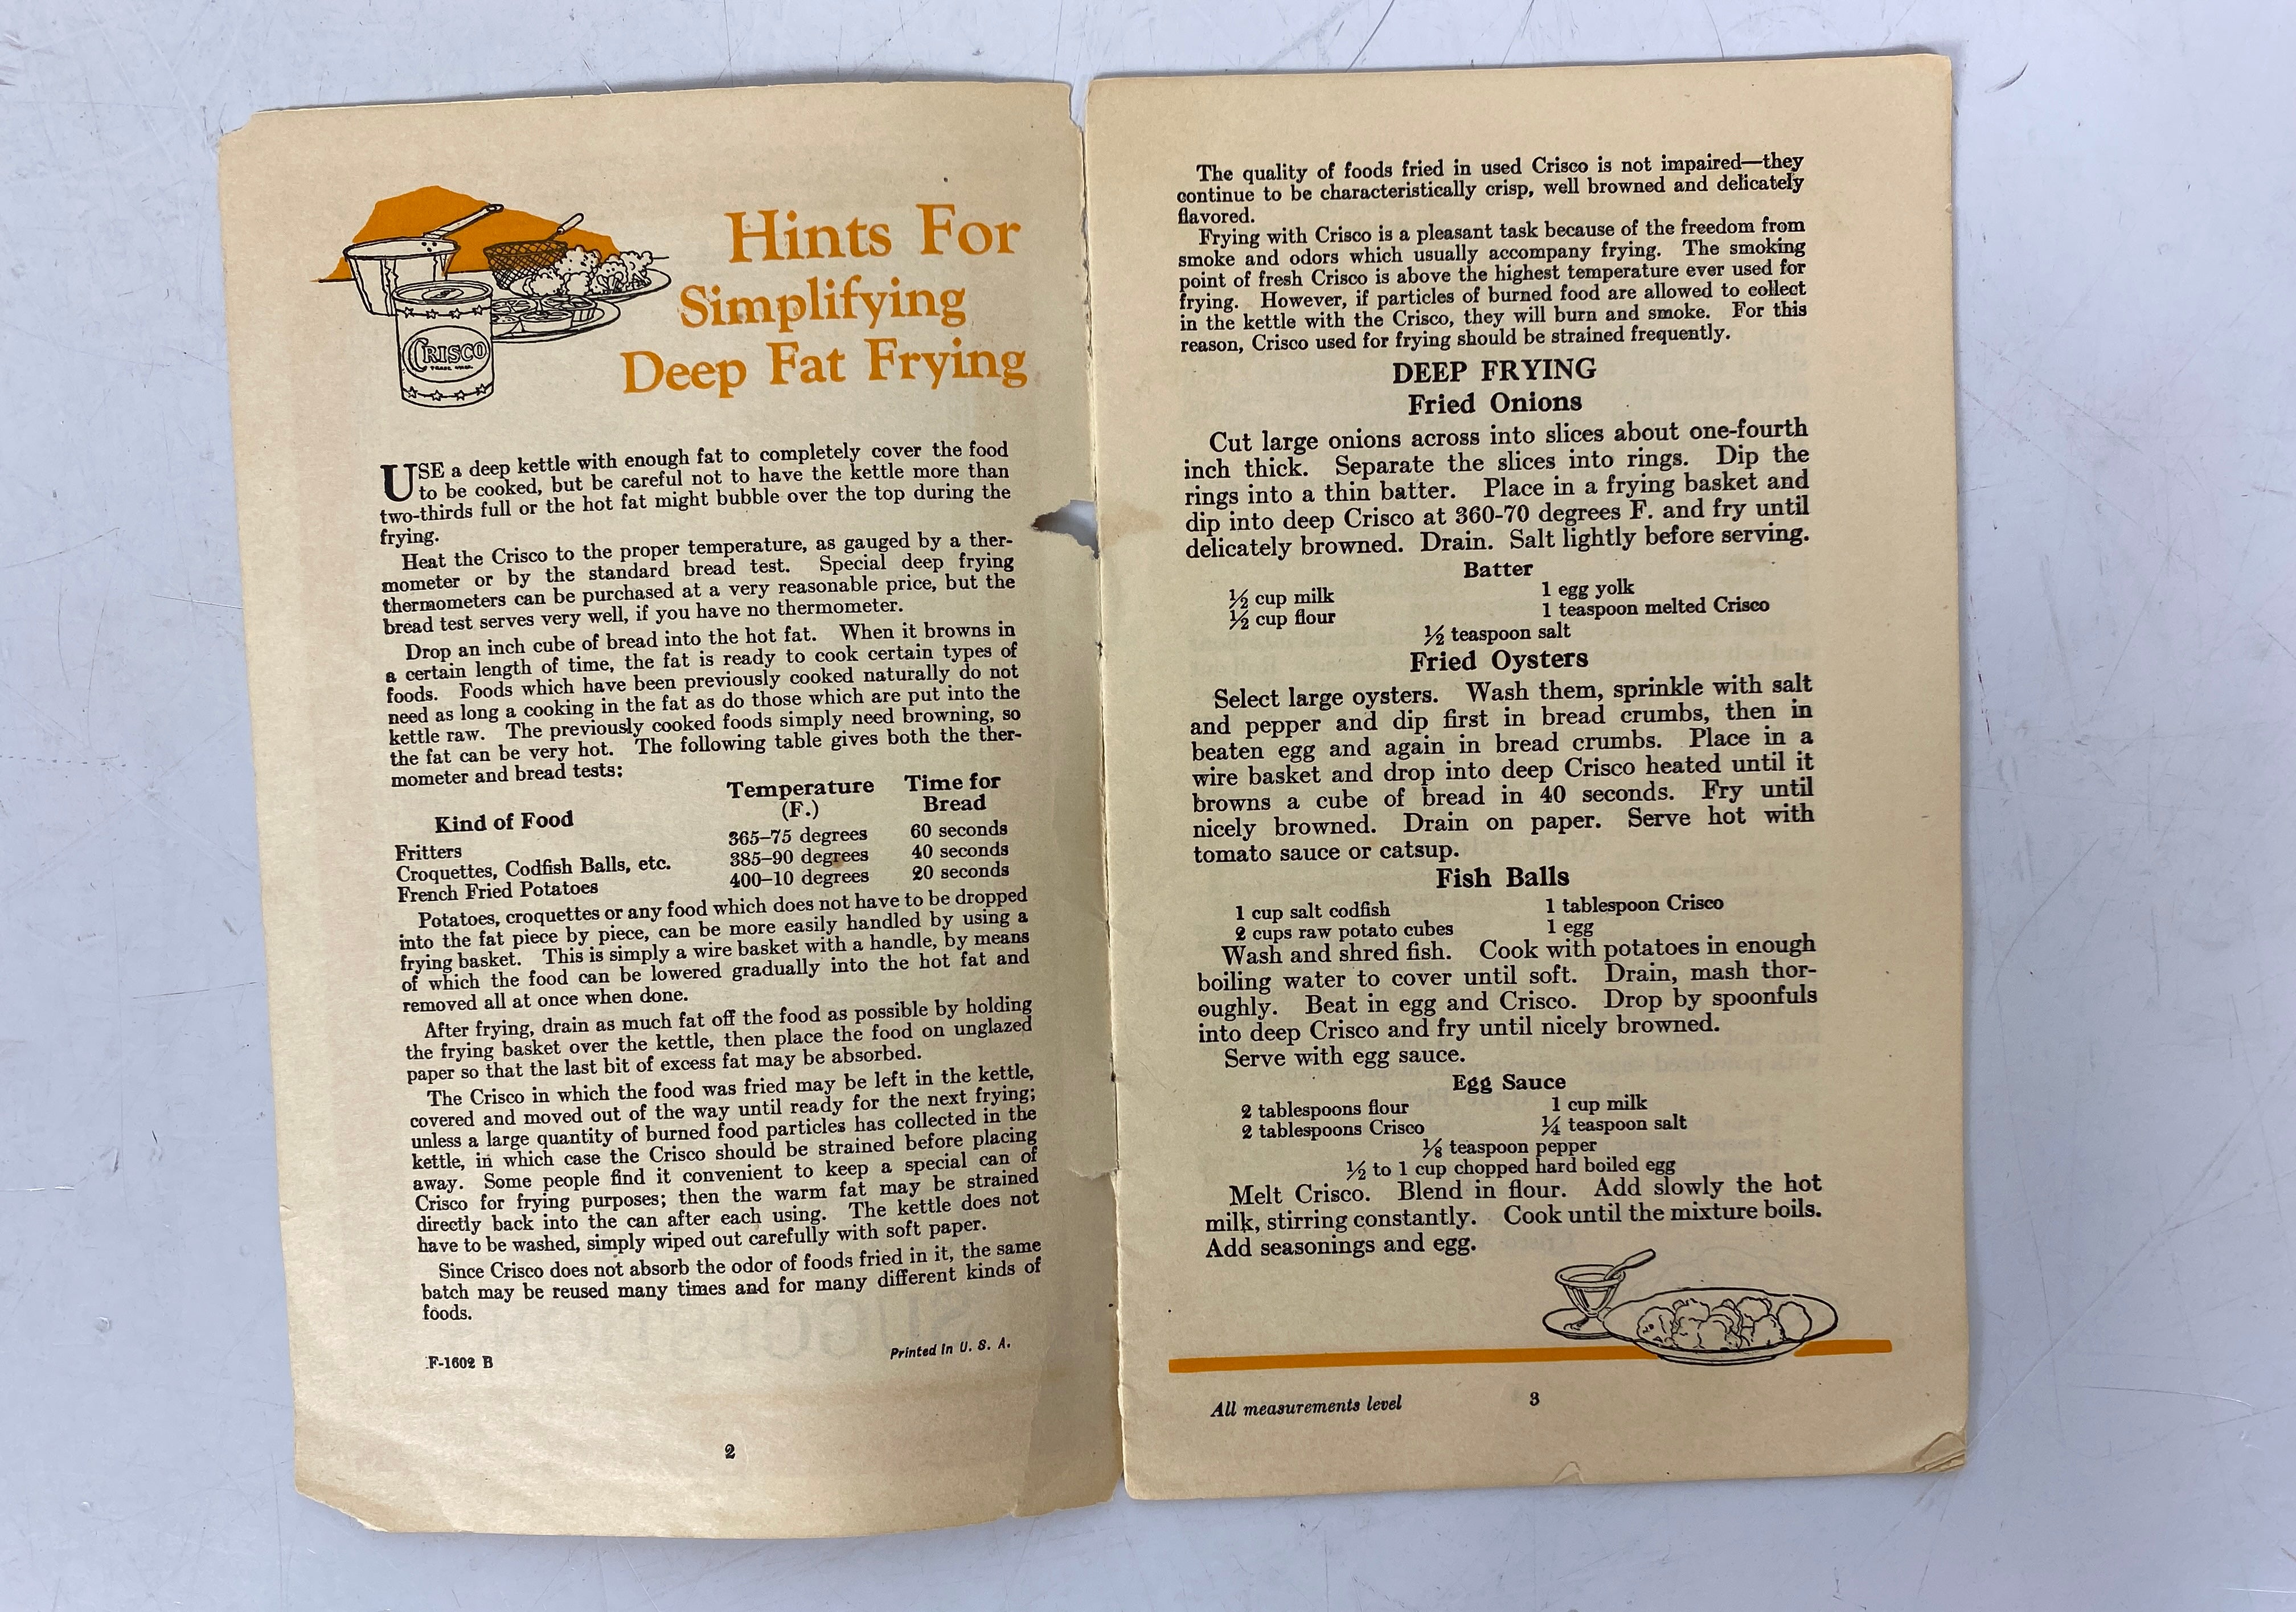 Hints For
Simplifying
Deep Fat Frying
CRISCO
TRADE MARK
USE a deep kettle with enough fat to completely cover the food
to be cooked, but be careful not to have the kettle more than
two-thirds full or the hot fat might bubble over the top during the
frying.
Heat the Crisco to the proper temperature, as gauged by a ther-
mometer or by the standard bread test. Special deep frying
thermometers can be purchased at a very reasonable price, but the
bread test serves very well, if you have no thermometer.
Drop an inch cube of bread into the hot fat. When it browns in
a certain length of time, the fat is ready to cook certain types of
foods. Foods which have been previously cooked naturally do not
need as long a cooking in the fat as do those which are put into the
kettle raw. The previously cooked foods simply need browning, so
the fat can be very hot. The following table gives both the ther-
mometer and bread tests:
Kind of Food Temperature (F.) Time for Bread
Fritters 365–75 degrees 60 seconds
Croquettes, Codfish Balls, etc. 385–90 degrees 40 seconds
French Fried Potatoes 400–10 degrees 20 seconds
Potatoes, croquettes or any food which does not have to be dropped
into the fat piece by piece, can be more easily handled by using a
frying basket. This is simply a wire basket with a handle, by means
of which the food can be lowered gradually into the hot fat and
removed all at once when done.
After frying, drain as much fat off the food as possible by holding
the frying basket over the kettle, then place the food on unglazed
paper so that the last bit of excess fat may be absorbed.
The Crisco in which the food was fried may be left in the kettle,
covered and moved out of the way until ready for the next frying;
unless a large quantity of burned food particles has collected in the
kettle, in which case the Crisco should be strained before placing
away. Some people find it convenient to keep a special can of
Crisco for frying purposes; then the warm fat may be strained
directly back into the can after each using. The kettle does not
have to be washed, simply wiped out carefully with soft paper.
Since Crisco does not absorb the odor of foods fried in it, the same
batch may be reused many times and for many different kinds of
foods.
F-1602 B
Printed in U. S. A.
2
The quality of foods fried in used Crisco is not impaired—they
continue to be characteristically crisp, well browned and delicately
flavored.
Frying with Crisco is a pleasant task because of the freedom from
smoke and odors which usually accompany frying. The smoking
point of fresh Crisco is above the highest temperature ever used for
frying. However, if particles of burned food are allowed to collect
in the kettle with the Crisco, they will burn and smoke. For this
reason, Crisco used for frying should be strained frequently.
DEEP FRYING
Fried Onions
Cut large onions across into slices about one-fourth
inch thick. Separate the slices into rings. Dip the
rings into a thin batter. Place in a frying basket and
dip into deep Crisco at 360-70 degrees F. and fry until
delicately browned. Drain. Salt lightly before serving.
Batter
½ cup milk 1 egg yolk
½ cup flour 1 teaspoon melted Crisco
½ teaspoon salt
Fried Oysters
Select large oysters. Wash them, sprinkle with salt
and pepper and dip first in bread crumbs, then in
beaten egg and again in bread crumbs. Place in a
wire basket and drop into deep Crisco heated until it
browns a cube of bread in 40 seconds. Fry until
nicely browned. Drain on paper. Serve hot with
tomato sauce or catsup.
Fish Balls
1 cup salt codfish 1 tablespoon Crisco
2 cups raw potato cubes 1 egg
Wash and shred fish. Cook with potatoes in enough
boiling water to cover until soft. Drain, mash thor-
oughly. Beat in egg and Crisco. Drop by spoonfuls
into deep Crisco and fry until nicely browned.
Serve with egg sauce.
Egg Sauce
2 tablespoons flour 1 cup milk
2 tablespoons Crisco ¼ teaspoon salt
⅛ teaspoon pepper
½ to 1 cup chopped hard boiled egg
Melt Crisco. Blend in flour. Add slowly the hot
milk, stirring constantly. Cook until the mixture boils.
Add seasonings and egg.
All measurements level
3